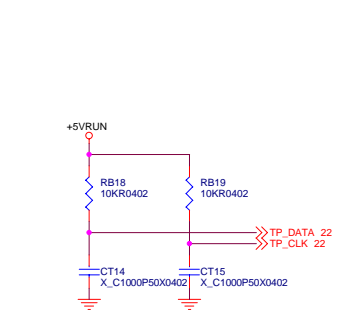 +5VRUN
RB18
10KR0402
RB19
10KR0402
TP_DATA 22
TP_CLK 22
CT14
X_C1000P50X0402
CT15
X_C1000P50X0402